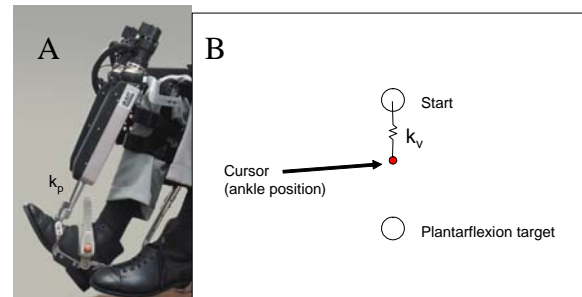 A
B
Start
k_v
k_p
Cursor
(ankle position)
Plantarflexion target